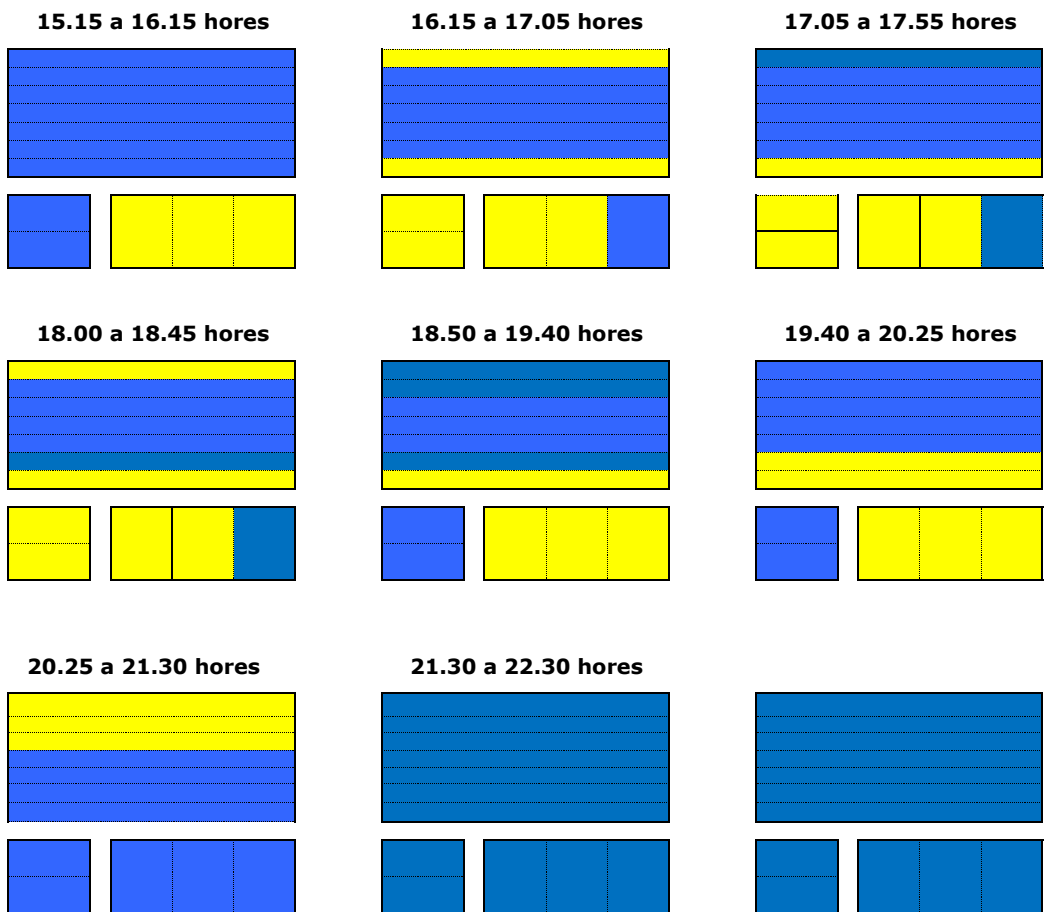 15.15 a 16.15 hores
16.15 a 17.05 hores
17.05 a 17.55 hores
18.00 a 18.45 hores
18.50 a 19.40 hores
19.40 a 20.25 hores
20.25 a 21.30 hores
21.30 a 22.30 hores